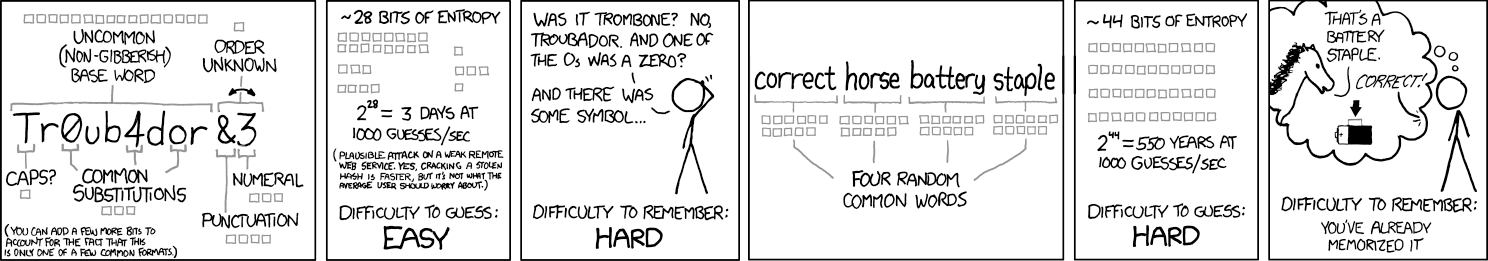 UNCOMMON
(NON-GIBBERISH)
BASE WORD
ORDER
UNKNOWN
Tr0ub4dor &3
CAPS?
COMMON
SUBSTITUTIONS
NUMERAL
PUNCTUATION
(YOU CAN ADD A FEW MORE BITS TO
ACCOUNT FOR THE FACT THAT THIS
IS ONLY ONE OF A FEW COMMON FORMATS.)
~28 BITS OF ENTROPY
2^28 = 3 DAYS AT
1000 GUESSES/SEC
(PLAUSIBLE ATTACK ON A WEAK REMOTE
WEB SERVICE. YES, CRACKING A STOLEN
HASH IS FASTER, BUT IT'S NOT WHAT THE
AVERAGE USER SHOULD WORRY ABOUT.)
DIFFICULTY TO GUESS:
EASY
WAS IT TROMBONE? NO,
TROUBADOR. AND ONE OF
THE Os WAS A ZERO?
AND THERE WAS
SOME SYMBOL...
DIFFICULTY TO REMEMBER:
HARD
correct horse battery staple
FOUR RANDOM
COMMON WORDS
~44 BITS OF ENTROPY
2^44 = 550 YEARS AT
1000 GUESSES/SEC
DIFFICULTY TO GUESS:
HARD
THAT'S A
BATTERY
STAPLE.
CORRECT!
DIFFICULTY TO REMEMBER:
YOU'VE ALREADY
MEMORIZED IT